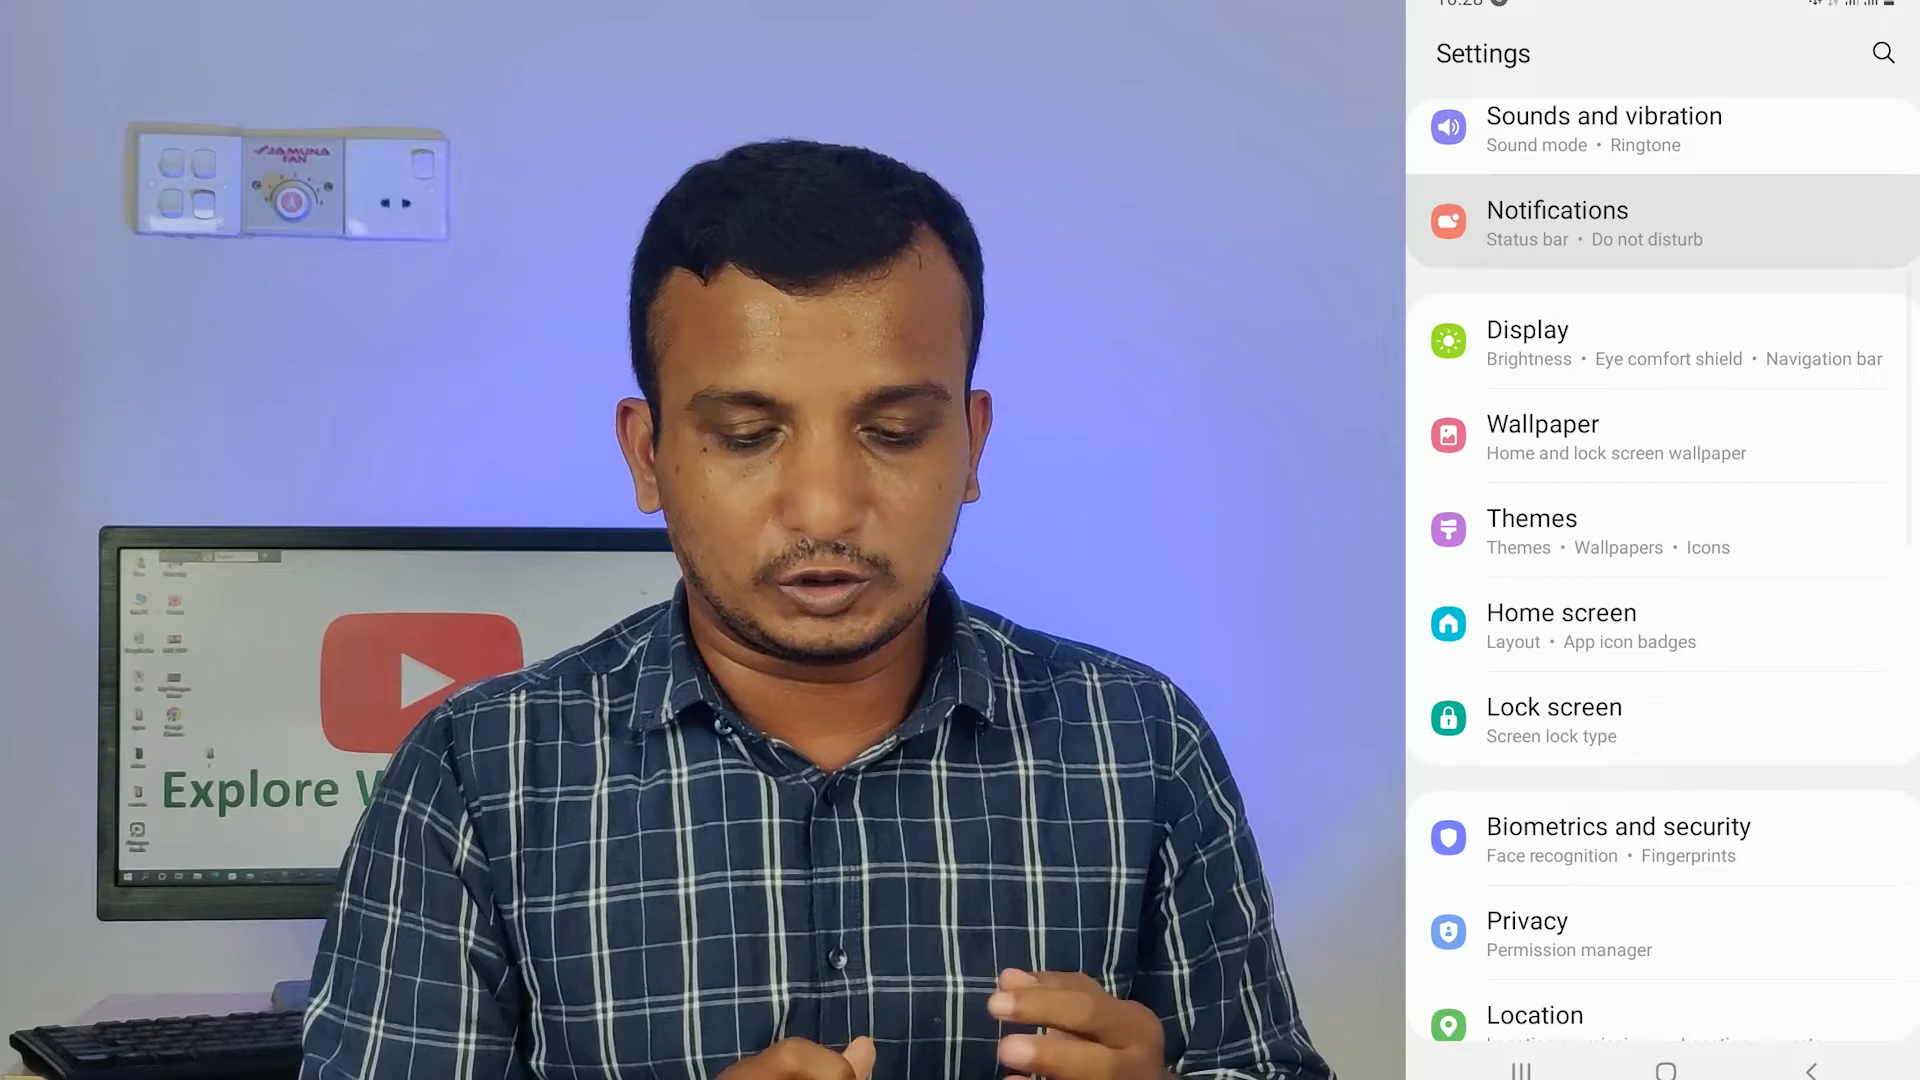 JAMUNA
FAN
Explore
Settings
Sounds and vibration
Sound mode • Ringtone
Notifications
Status bar • Do not disturb
Display
Brightness • Eye comfort shield • Navigation bar
Wallpaper
Home and lock screen wallpaper
Themes
Themes • Wallpapers • Icons
Home screen
Layout • App icon badges
Lock screen
Screen lock type
Biometrics and security
Face recognition • Fingerprints
Privacy
Permission manager
Location